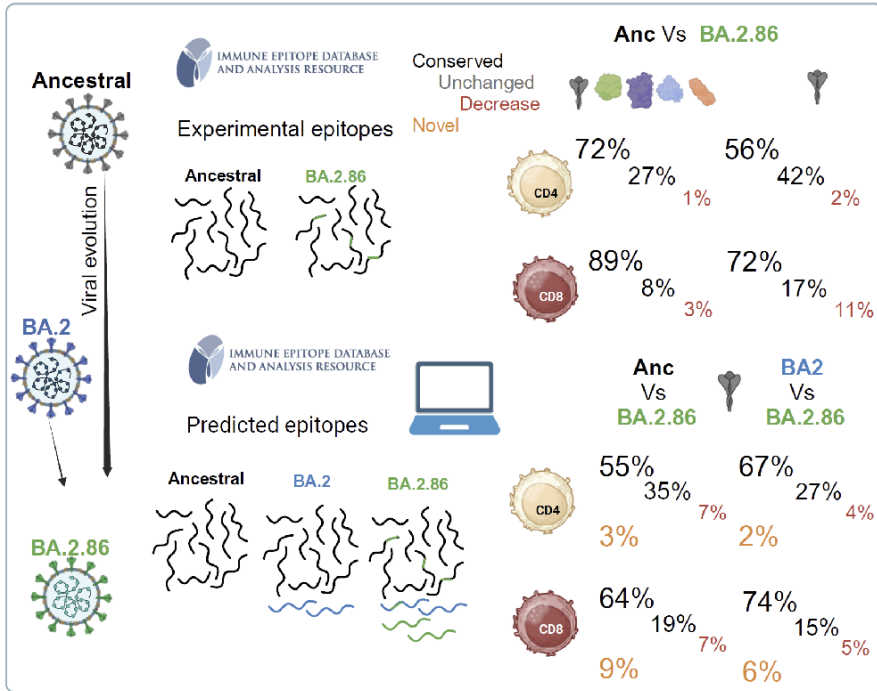 Anc Vs BA.2.86
IMMUNE EPITOPE DATABASE
AND ANALYSIS RESOURCE
Conserved
Unchanged
Decrease
Novel
Ancestral
Experimental epitopes
Ancestral
BA.2.86
CD4
72%
27%
1%
56%
42%
2%
CD8
89%
8%
3%
72%
17%
11%
Viral evolution
BA.2
IMMUNE EPITOPE DATABASE
AND ANALYSIS RESOURCE
Predicted epitopes
Anc
Vs
BA.2.86
BA2
Vs
BA.2.86
Ancestral
BA.2
BA.2.86
CD4
55%
35%
7%
3%
67%
27%
4%
2%
BA.2.86
CD8
64%
19%
7%
9%
74%
15%
5%
6%